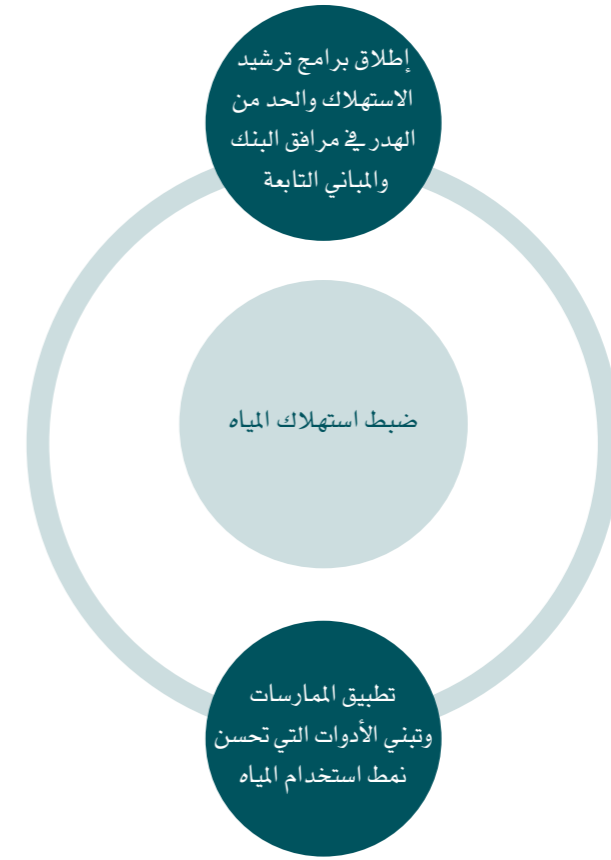 إطلاق برامج ترشيد
الاستهلاك والحد من
الهدر في مرافق البنك
والمباني التابعة
ضبط استهلاك المياه
تطبيق الممارسات
وتبني الأدوات التي تحسن
نمط استخدام المياه